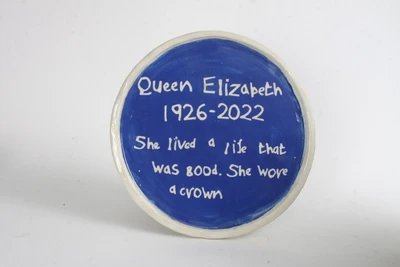 Queen Elizabeth
1926-2022
She lived a life that
was good. She wore
a crown